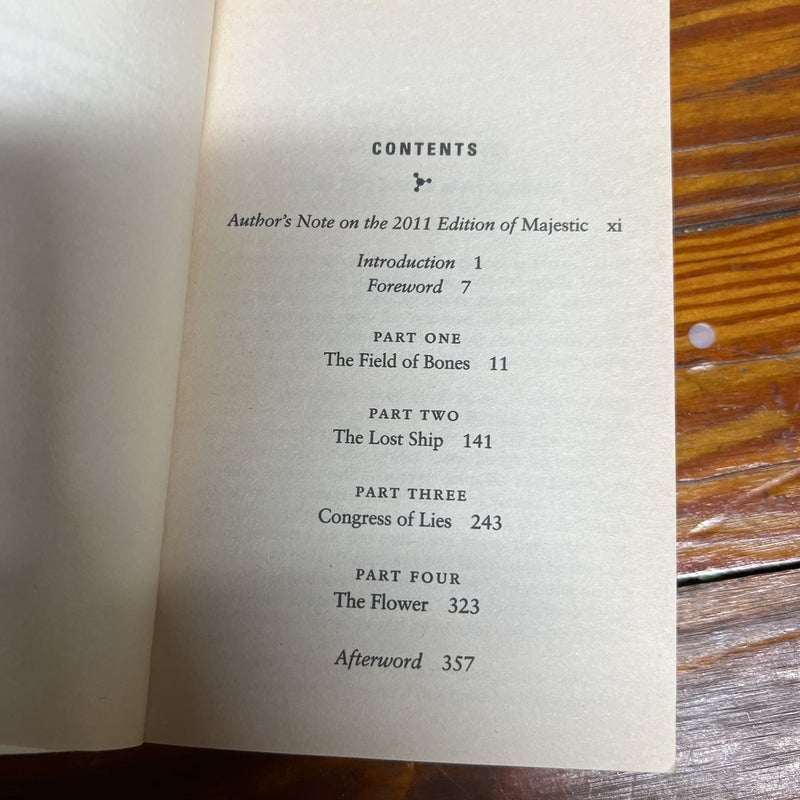 CONTENTS
Author's Note on the 2011 Edition of Majestic xi
Introduction 1
Foreword 7
PART ONE
The Field of Bones 11
PART TWO
The Lost Ship 141
PART THREE
Congress of Lies 243
PART FOUR
The Flower 323
Afterword 357